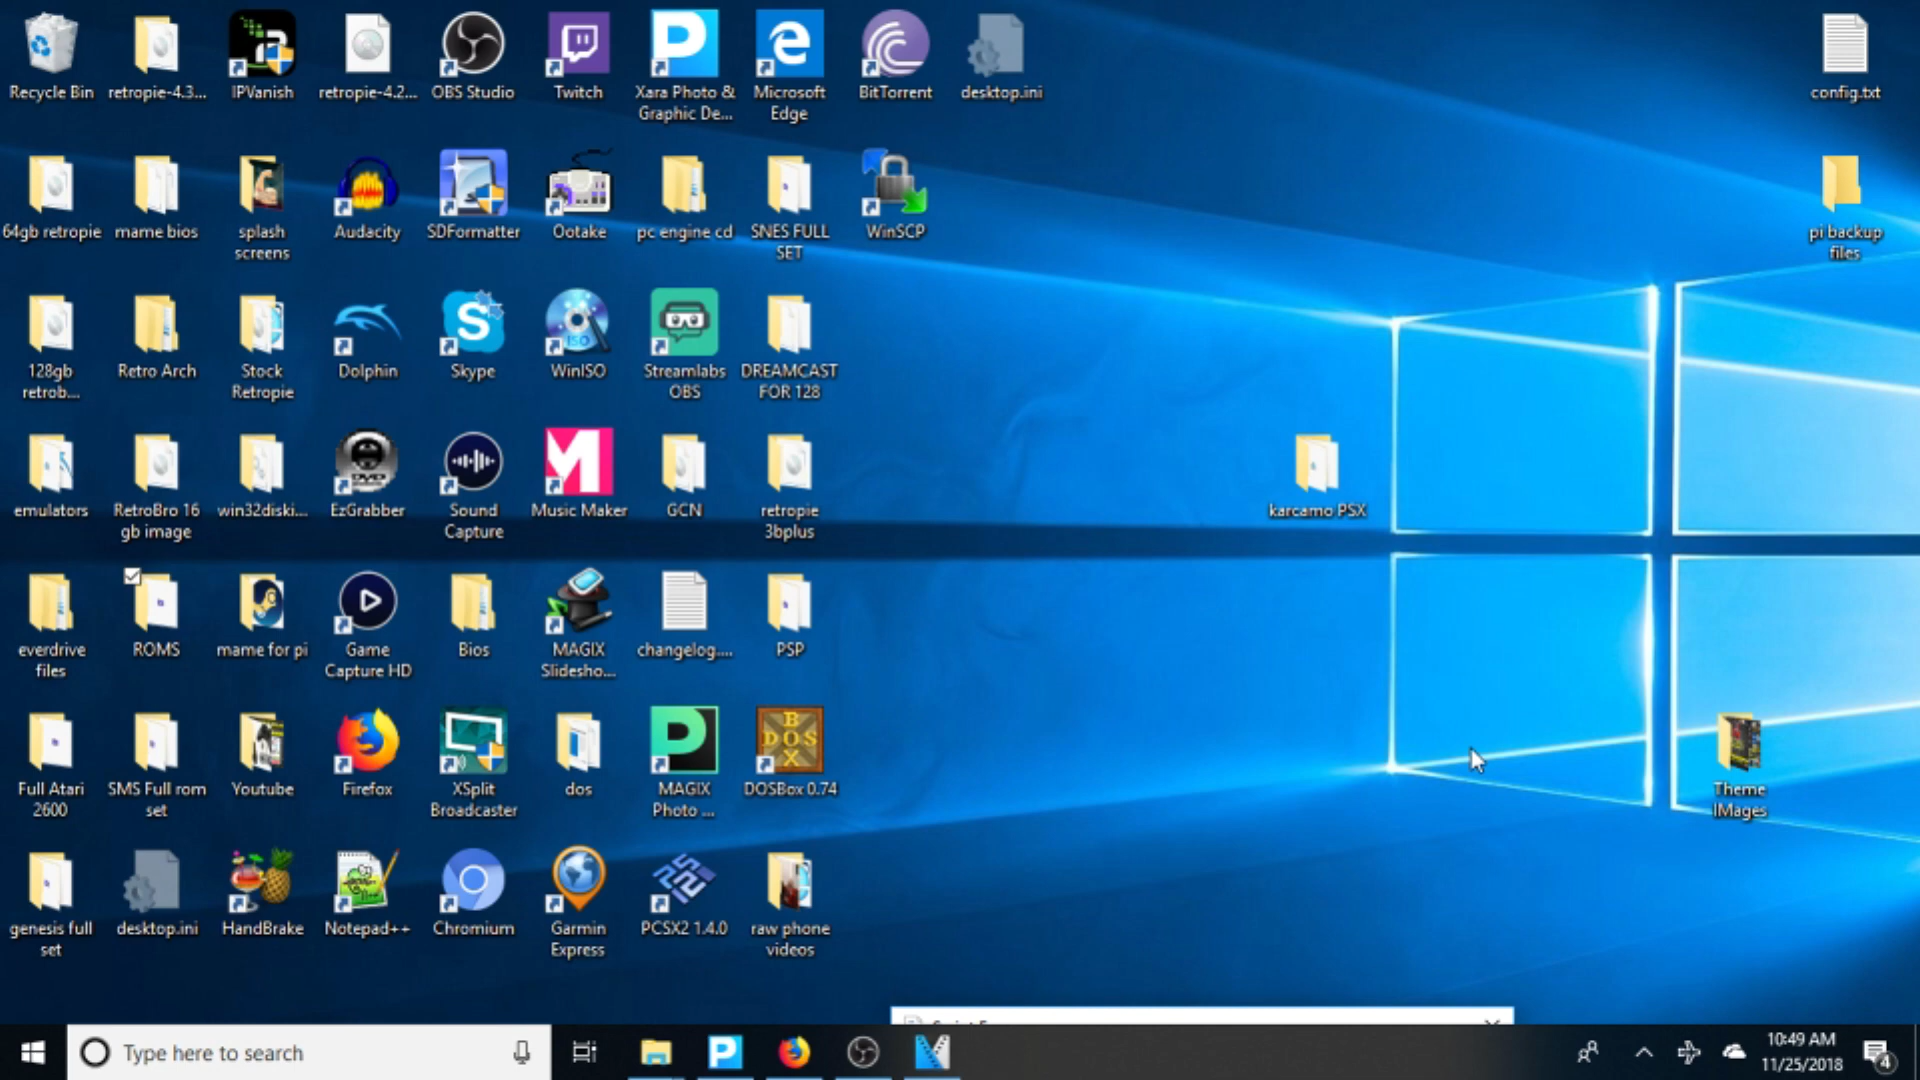 Recycle Bin
retropie-4.3...
IPVanish
retropie-4.2...
OBS Studio
Twitch
Xara Photo &
Graphic De...
Microsoft
Edge
BitTorrent
desktop.ini
config.txt
64gb retropie
mame bios
splash
screens
Audacity
SDFormatter
Ootake
pc engine cd
SNES FULL
SET
WinSCP
pi backup
files
128gb
retrob...
Retro Arch
Stock
Retropie
Dolphin
Skype
ISO
WinISO
Streamlabs
OBS
DREAMCAST
FOR 128
emulators
RetroBro 16
gb image
win32diski...
DVD
EzGrabber
Sound
Capture
Music Maker
GCN
retropie
3bplus
karcamo PSX
everdrive
files
ROMS
mame for pi
Game
Capture HD
Bios
MAGIX
Slidesho...
changelog....
PSP
Full Atari
2600
SMS Full rom
set
Youtube
Firefox
XSplit
Broadcaster
dos
MAGIX
Photo ...
BOX
DOS
DOSBox 0.74
Theme
IMages
genesis full
set
desktop.ini
HandBrake
Notepad++
Chromium
Garmin
Express
PCSX2 1.4.0
raw phone
videos
Type here to search
10:49 AM
11/25/2018
4